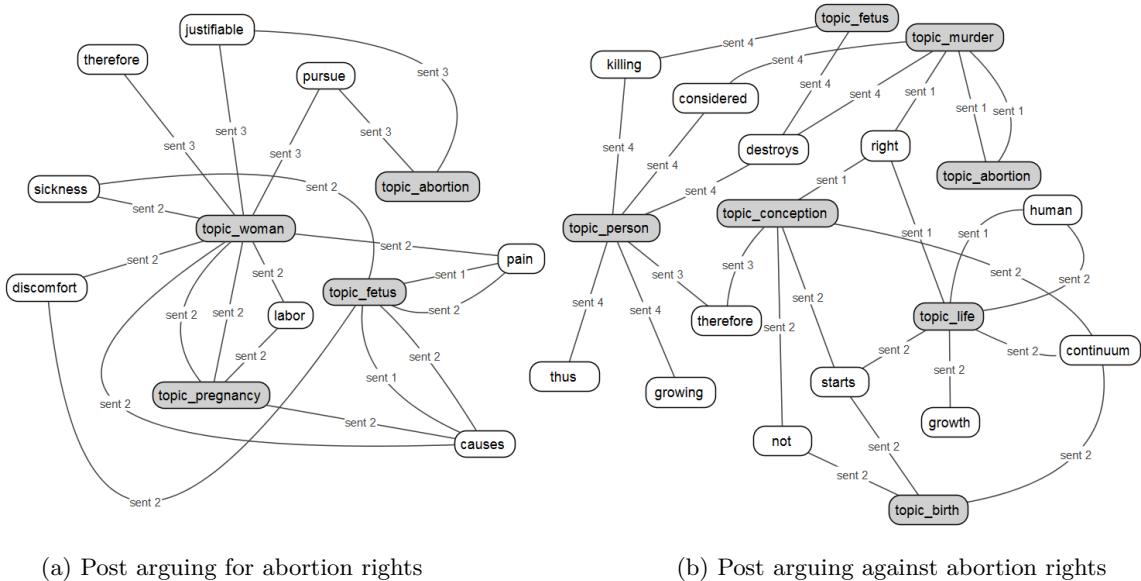 justifiable
therefore
pursue
sent 3
sent 3
sent 3
sent 3
sent 3
sickness
sent 2
topic_abortion
sent 2
topic_woman
sent 2
sent 2
pain
discomfort
sent 2
sent 1
topic_fetus
sent 2
sent 2
sent 2
labor
sent 2
sent 2
sent 1
topic_pregnancy
sent 2
sent 2
causes
sent 2
(a) Post arguing for abortion rights
topic_fetus
topic_murder
sent 4
killing
considered
sent 4
sent 4
sent 1
sent 1
sent 1
destroys
right
sent 4
sent 4
sent 4
topic_abortion
sent 1
topic_conception
human
topic_person
sent 1
sent 1
sent 3
sent 3
sent 2
sent 2
sent 4
sent 4
sent 2
therefore
topic_life
sent 2
sent 2
sent 2
continuum
thus
growing
starts
sent 2
growth
not
sent 2
sent 2
sent 2
topic_birth
(b) Post arguing against abortion rights